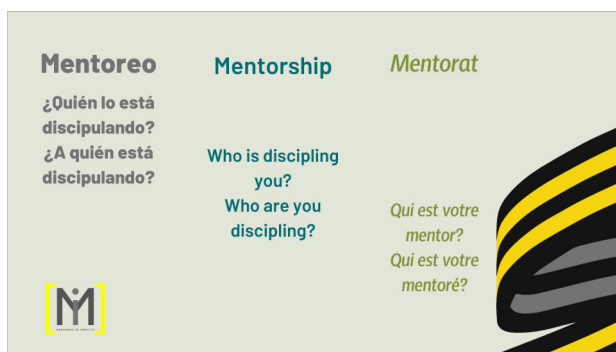 Mentoreo
¿Quién lo está
discipulando?
¿A quién está
discipulando?
Mentorship
Who is discipling
you?
Who are you
discipling?
Mentorat
Qui est votre
mentor?
Qui est votre
mentoré?
[Mi]